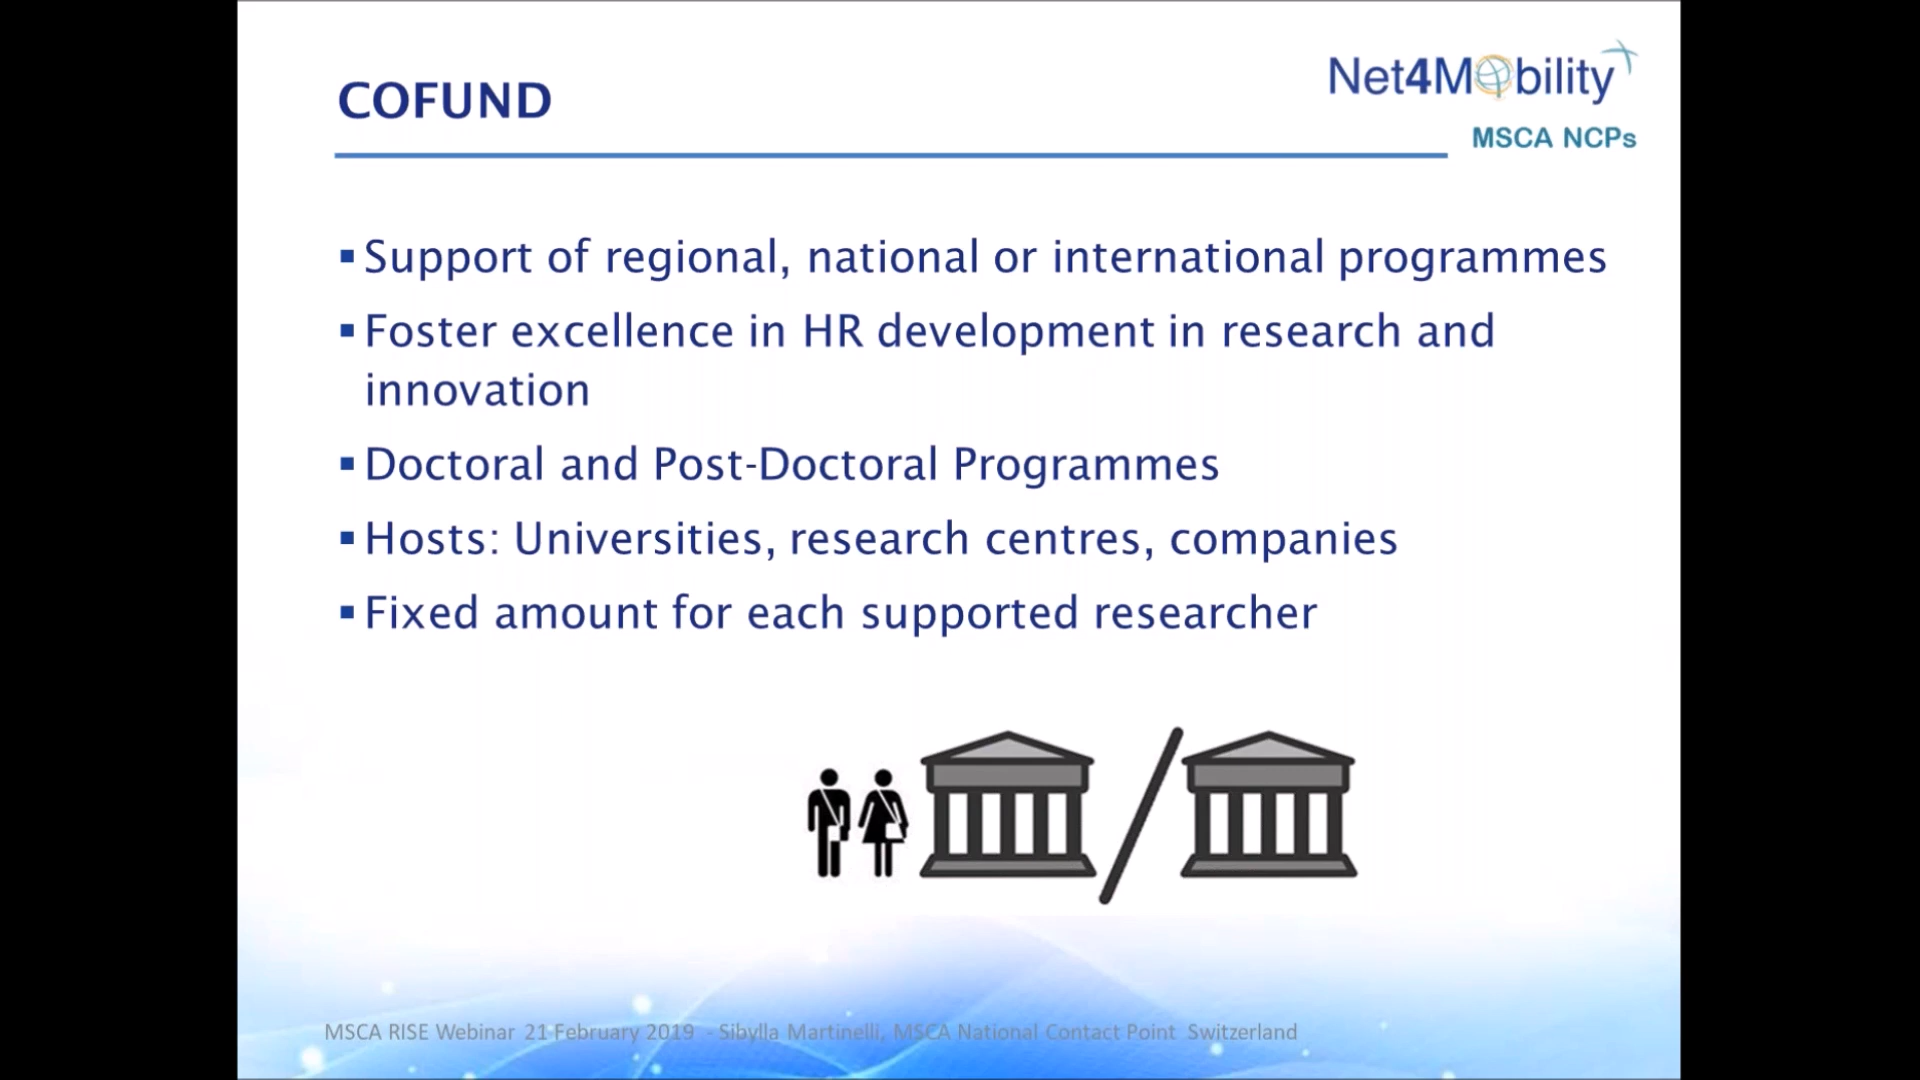 COFUND
Net4Mobility
MSCA NCPs
▪ Support of regional, national or international programmes
▪ Foster excellence in HR development in research and
innovation
▪ Doctoral and Post-Doctoral Programmes
▪ Hosts: Universities, research centres, companies
▪ Fixed amount for each supported researcher
MSCA RISE Webinar 21 February 2019 - Sibylla Martinelli, MSCA National Contact Point Switzerland